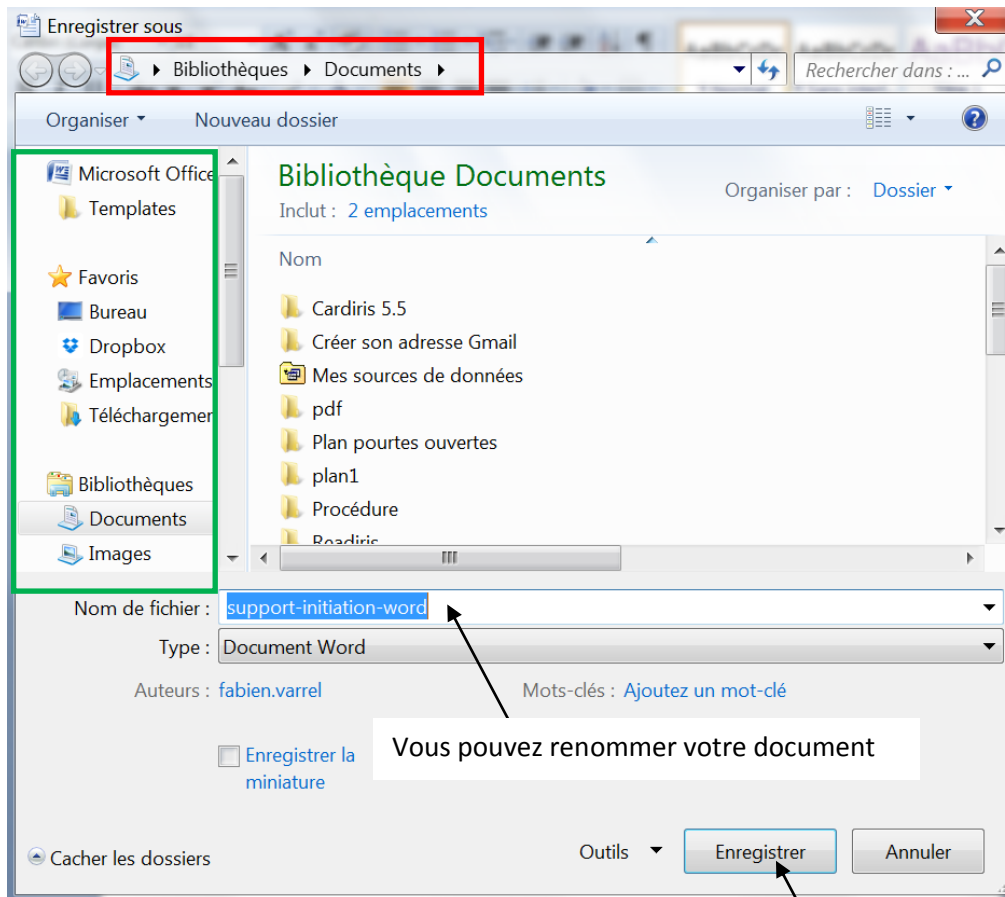 Enregistrer sous
Bibliothèques Documents
Rechercher dans : ...
Organiser Nouveau dossier
Microsoft Office
Templates
Favoris
Bureau
Dropbox
Emplacements
Téléchargemer
Bibliothèques
Documents
Images
Bibliothèque Documents
Inclut : 2 emplacements
Organiser par : Dossier
Nom
Cardiris 5.5
Créer son adresse Gmail
Mes sources de données
pdf
Plan pourtes ouvertes
plan1
Procédure
Readiris
Nom de fichier : support-initiation-word
Type : Document Word
Auteurs : fabien.varrel Mots-clés : Ajoutez un mot-clé
Vous pouvez renommer votre document
Enregistrer la
miniature
Cacher les dossiers
Outils Enregistrer Annuler